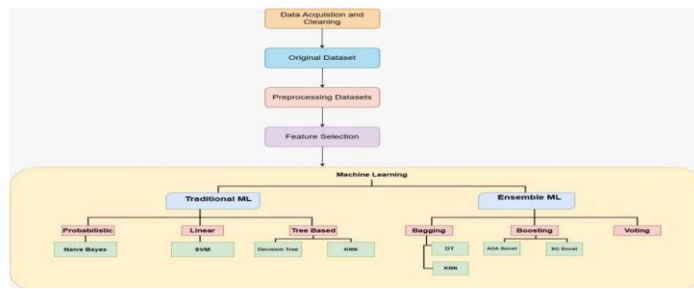 Data Acquistion and
Cleaning
Original Dataset
Preprocessing Datasets
Feature Selection
Machine Learning
Traditional ML
Ensemble ML
Probabilistic
Linear
Tree Based
Bagging
Boosting
Voting
Naive Bayes
SVM
Decision Tree
KNN
DT
ADA Boost
XG Boost
KNN